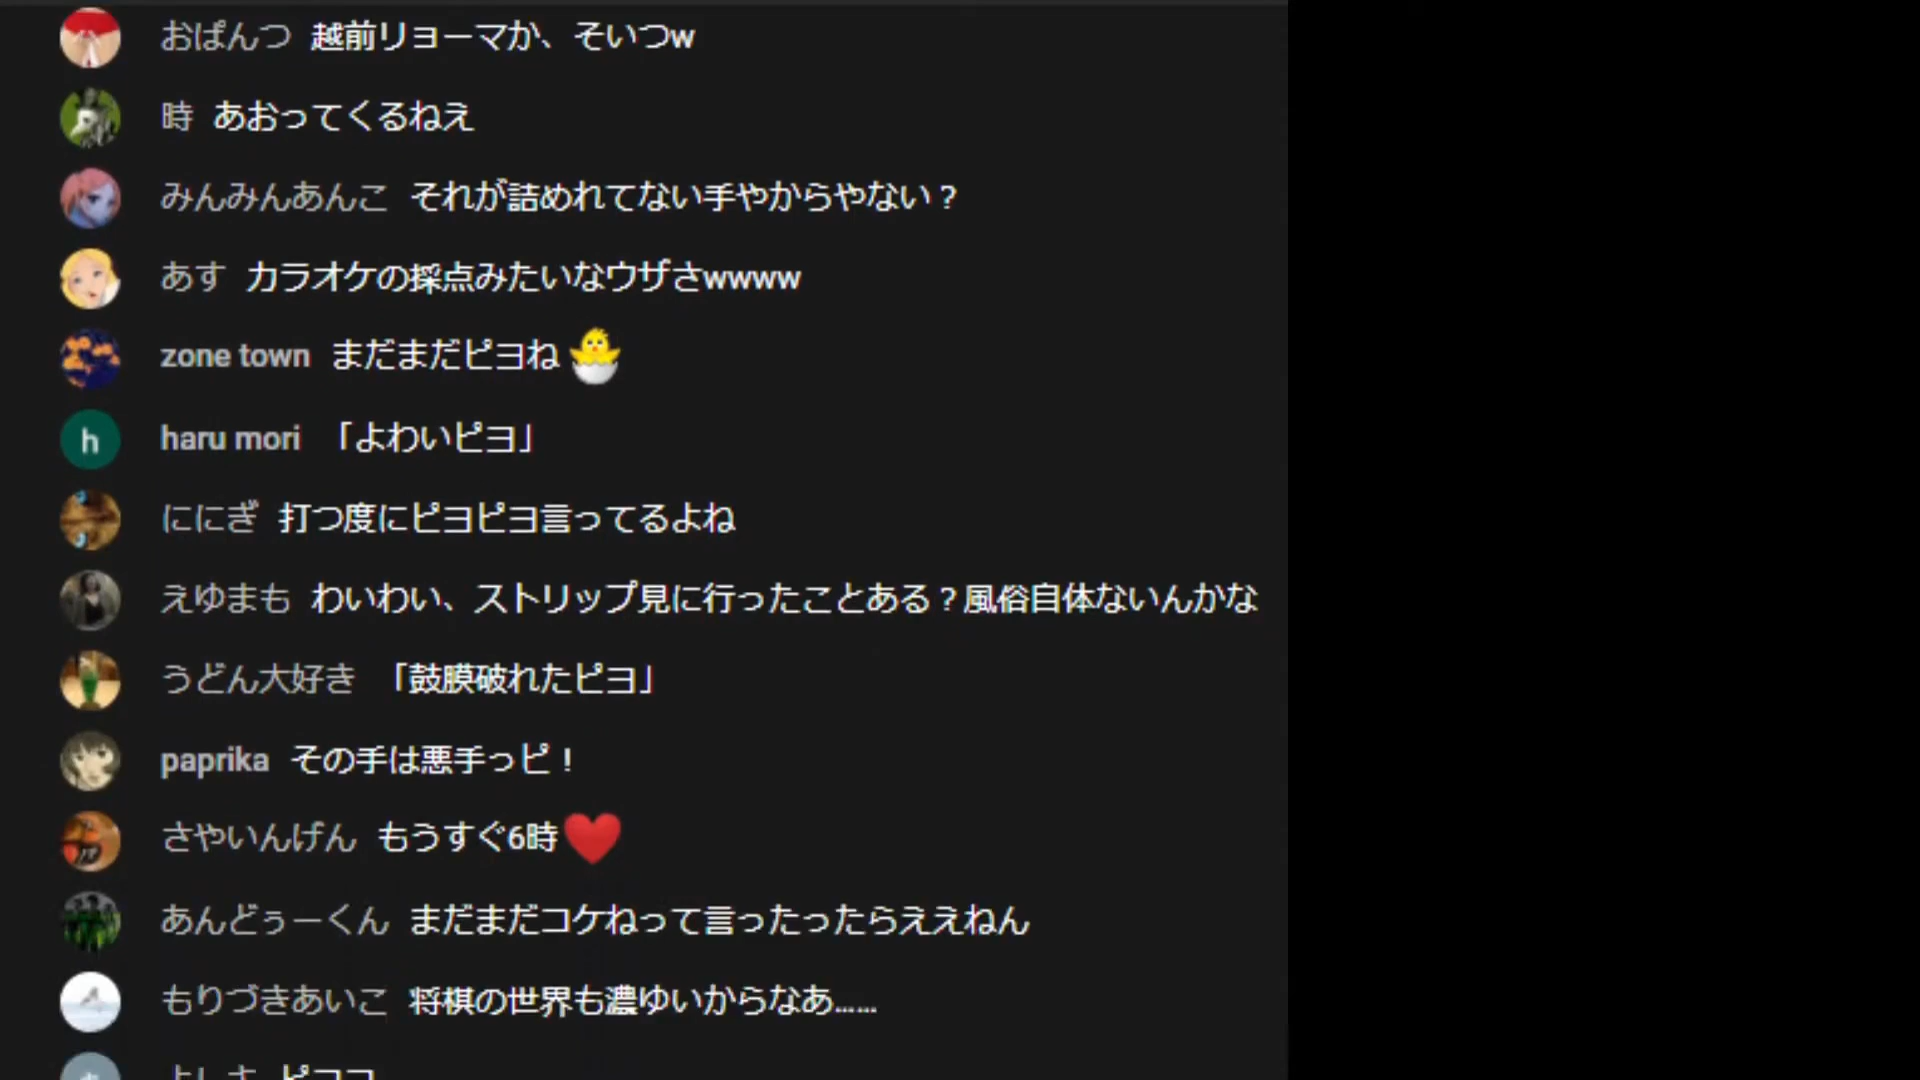 おぱんつ 越前リョーマか、そいつw
時 あおってくるねえ
みんみんあんこ それが詰めれてない手やからやない？
あす カラオケの採点みたいなウザさwwww
zone town まだまだピヨね🐣
h haru mori 「よわいピヨ」
ににぎ 打つ度にピヨピヨ言ってるよね
えゆまも わいわい、ストリップ見に行ったことある？風俗自体ないんかな
うどん大好き 「鼓膜破れたピヨ」
paprika その手は悪手っピ！
さやいんげん もうすぐ6時❤
あんどぅーくん まだまだコケねって言ったったらええねん
もりづきあいこ 将棋の世界も濃ゆいからなあ……